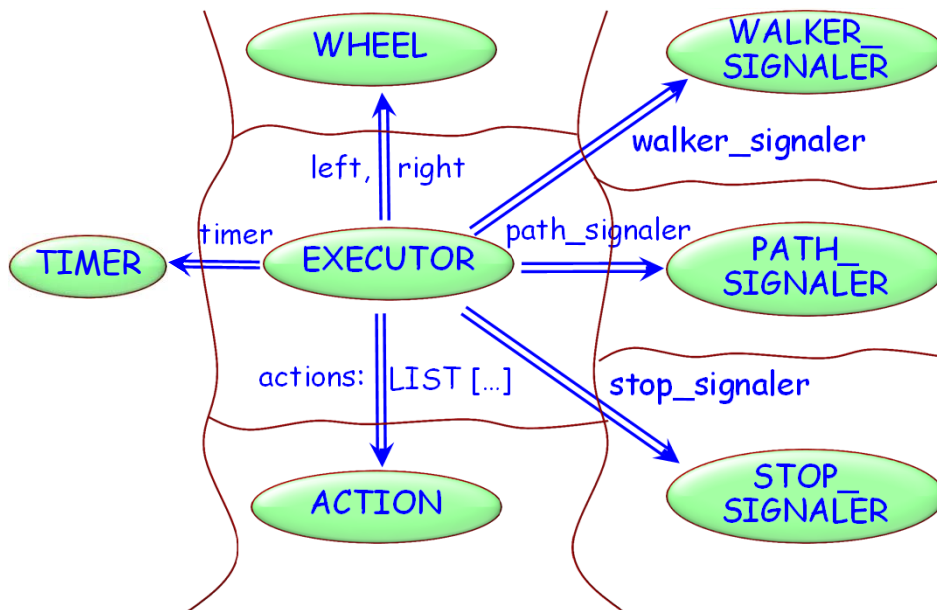 WHEEL
WALKER_
SIGNALER
walker_signaler
left, right
timer
TIMER
EXECUTOR
path_signaler
PATH_
SIGNALER
actions: LIST […]
stop_signaler
ACTION
STOP_
SIGNALER